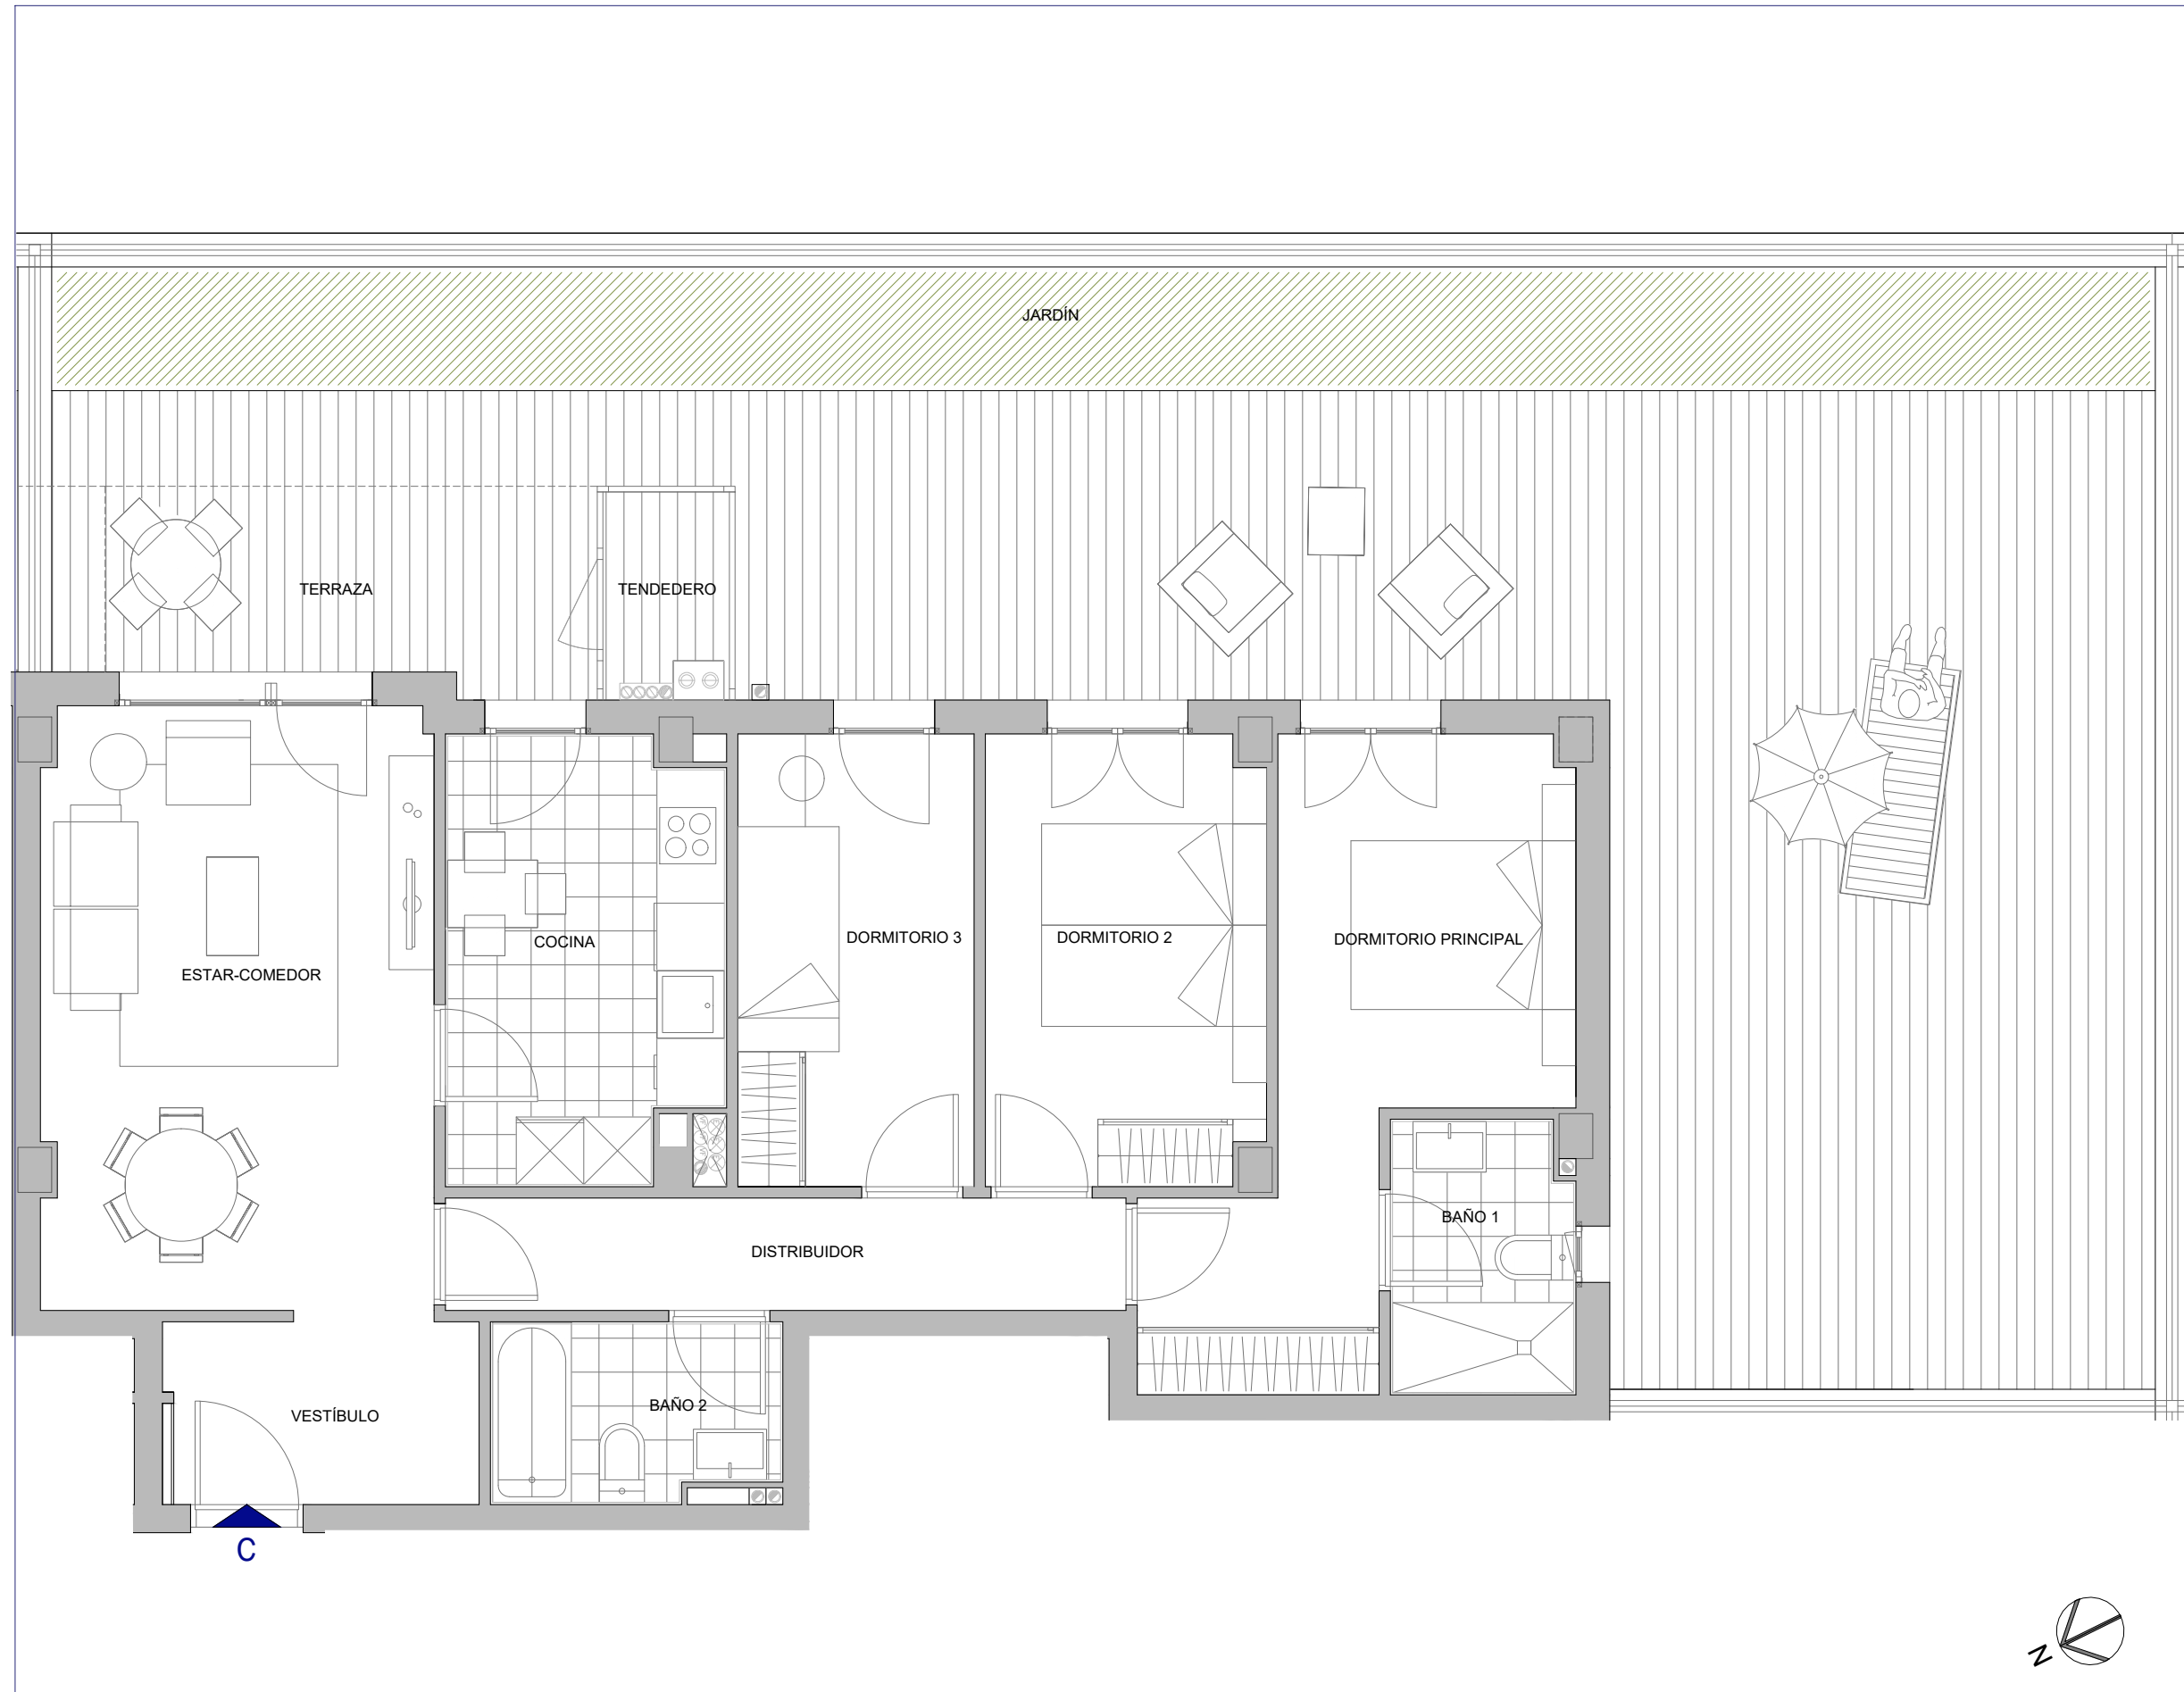 JARDÍN
TERRAZA
TENDEDERO
COCINA
DORMITORIO 3
DORMITORIO 2
DORMITORIO PRINCIPAL
ESTAR-COMEDOR
BAÑO 1
DISTRIBUIDOR
BAÑO 2
VESTÍBULO
C
N